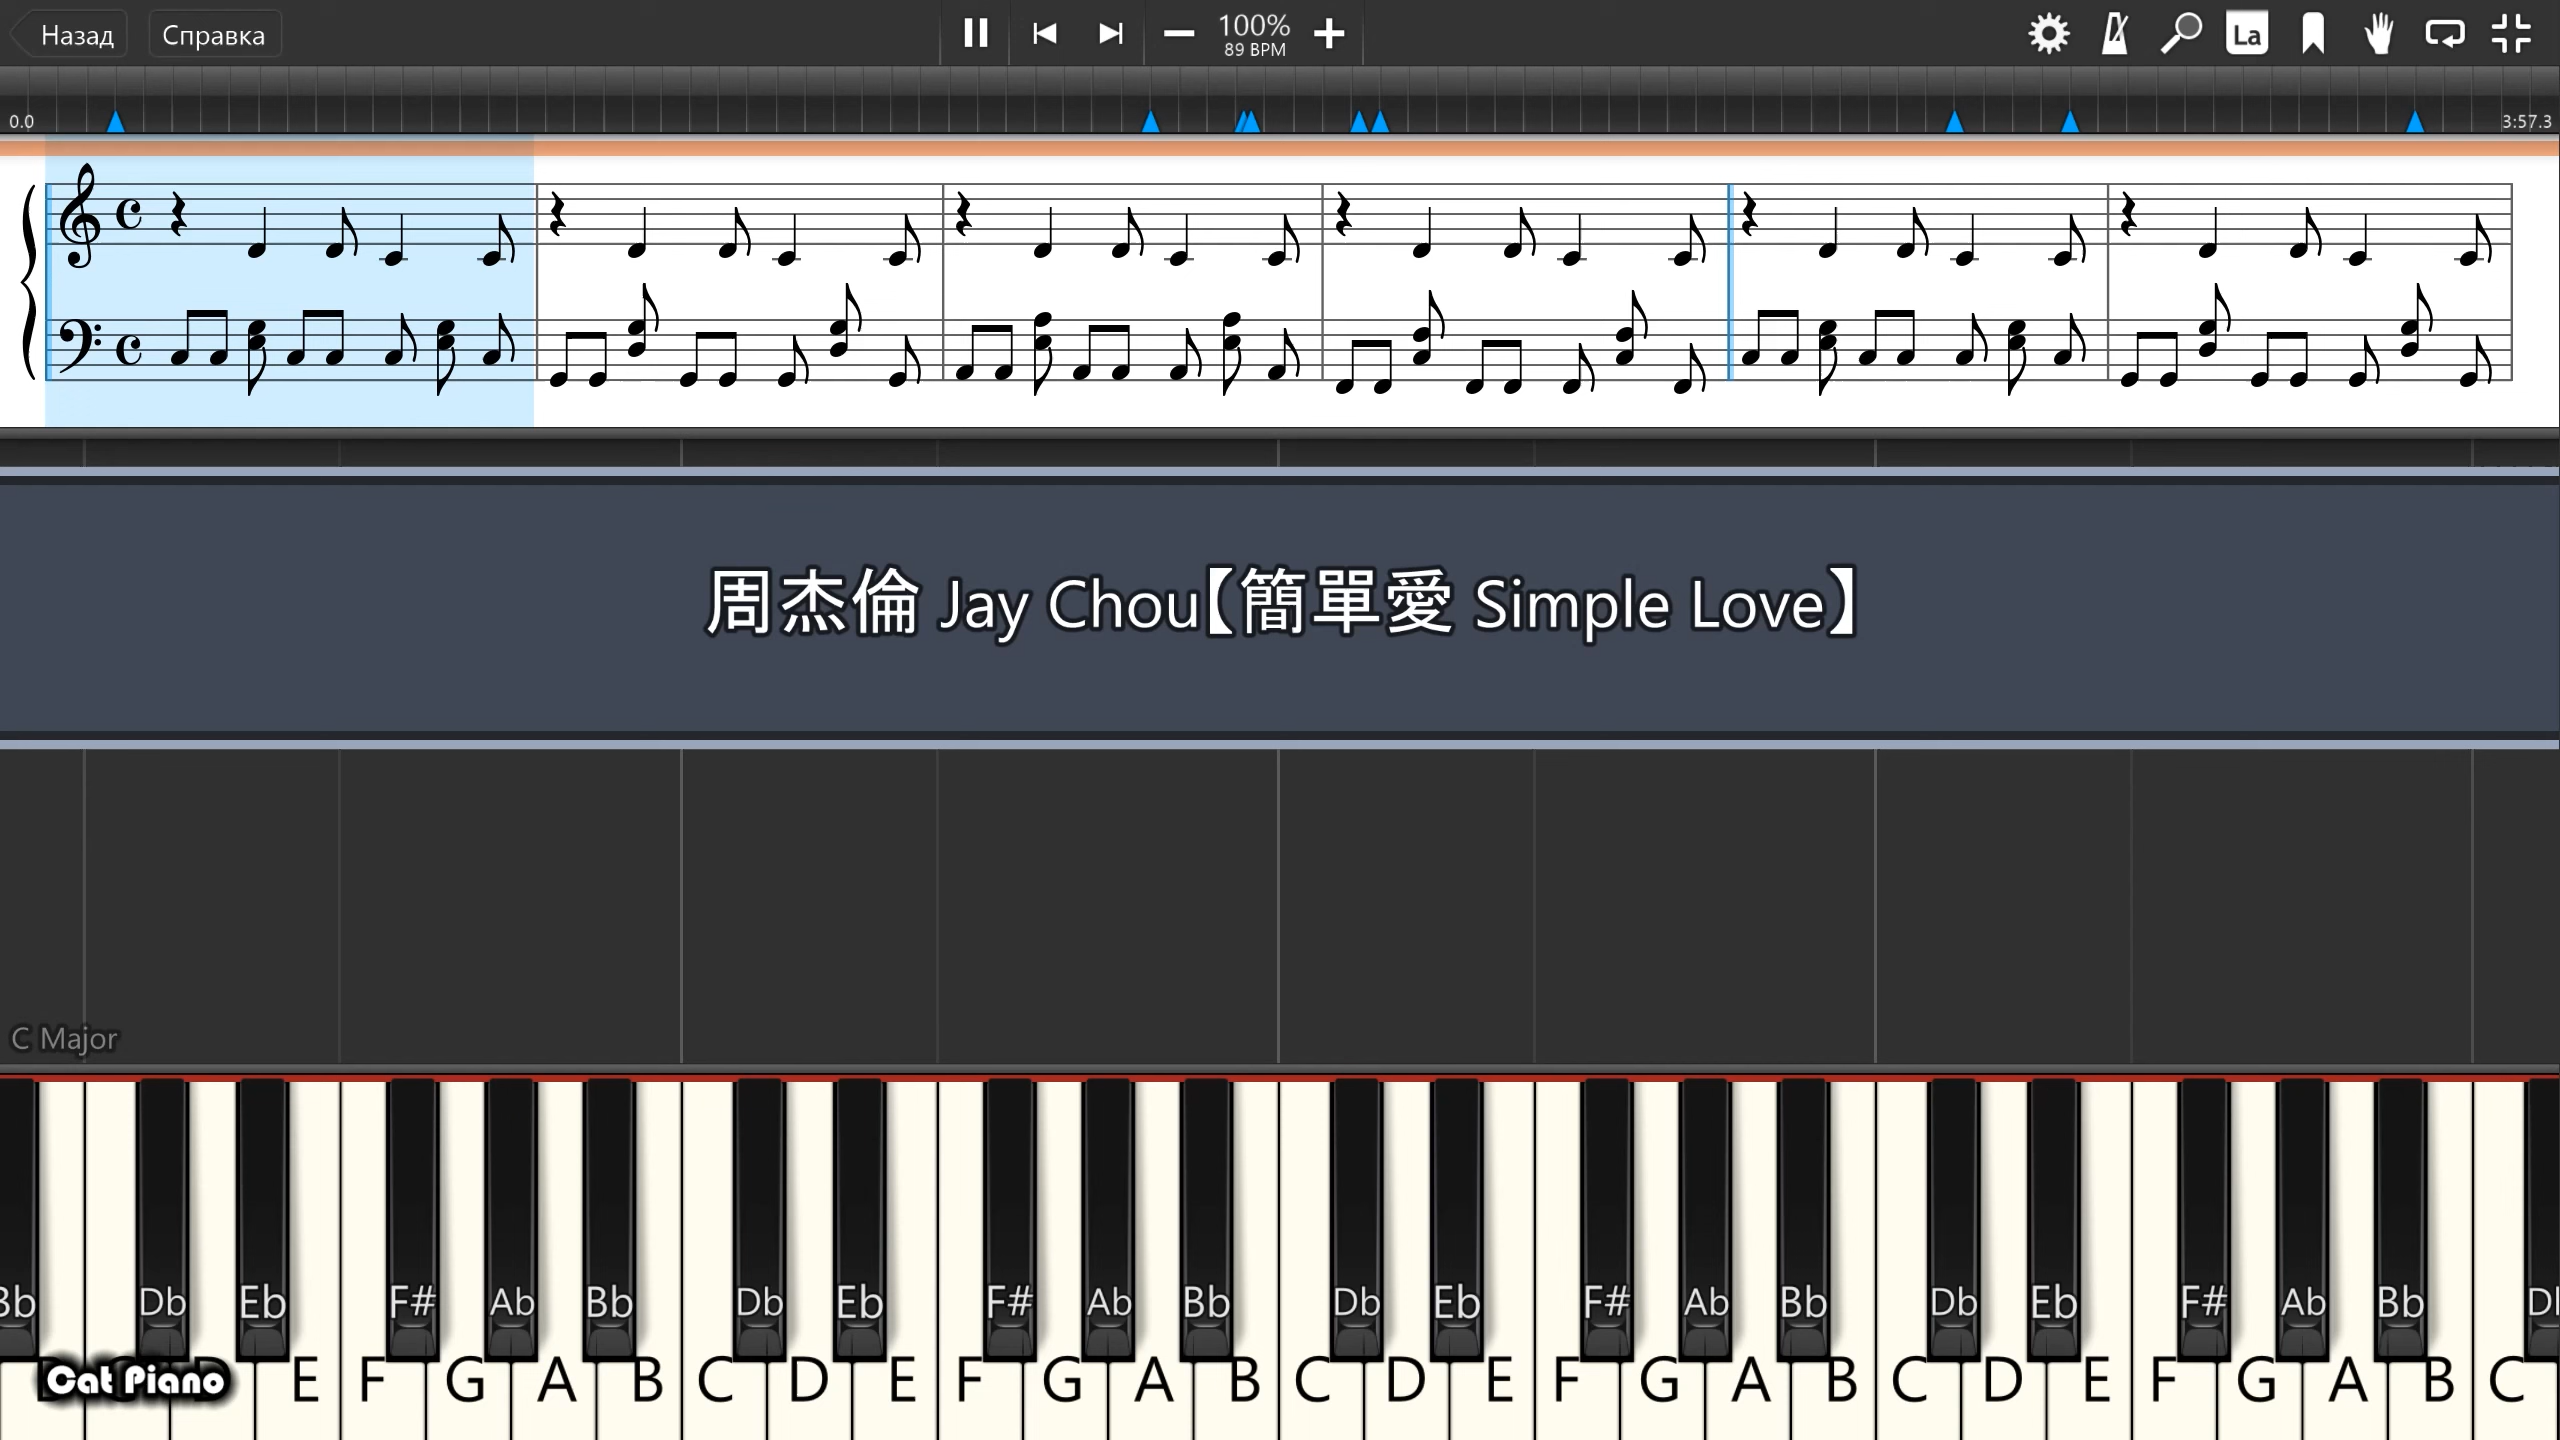 Назад Справка 100% La
89 BPM
0.0 3:57.3
周杰倫 Jay Chou【簡單愛 Simple Love】
C Major
Bb Db Eb F# Ab Bb Db Eb F# Ab Bb Db Eb F# Ab Bb Db Eb F# Ab Bb
Cat Piano E F G A B C D E F G A B C D E F G A B C D E F G A B C